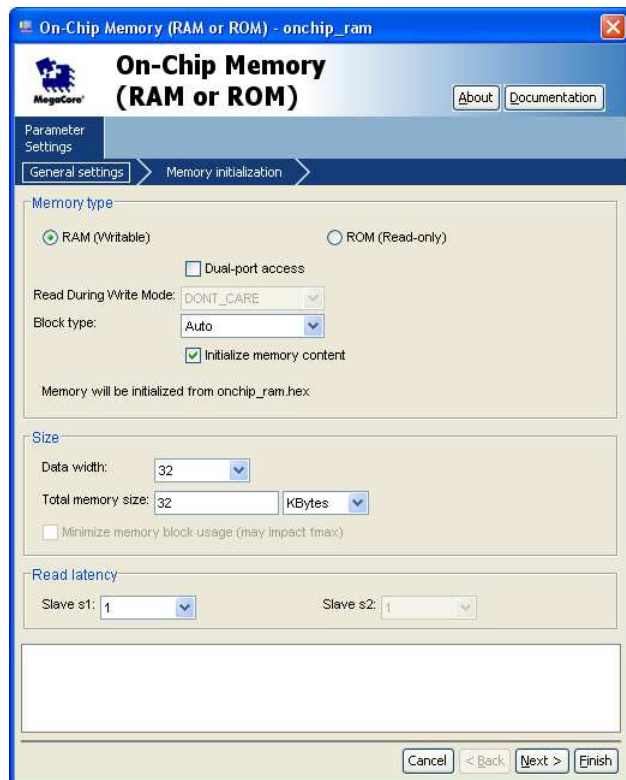 On-Chip Memory (RAM or ROM) - onchip_ram
MegaCore'
On-Chip Memory
(RAM or ROM)
About Documentation
Parameter
Settings
General settings Memory initialization
Memory type
RAM (Writable) ROM (Read-only)
Dual-port access
Read During Write Mode: DONT_CARE
Block type: Auto
Initialize memory content
Memory will be initialized from onchip_ram.hex
Size
Data width: 32
Total memory size: 32 KBytes
Minimize memory block usage (may impact fmax)
Read latency
Slave s1: 1 Slave s2: 1
Cancel < Back Next > Finish